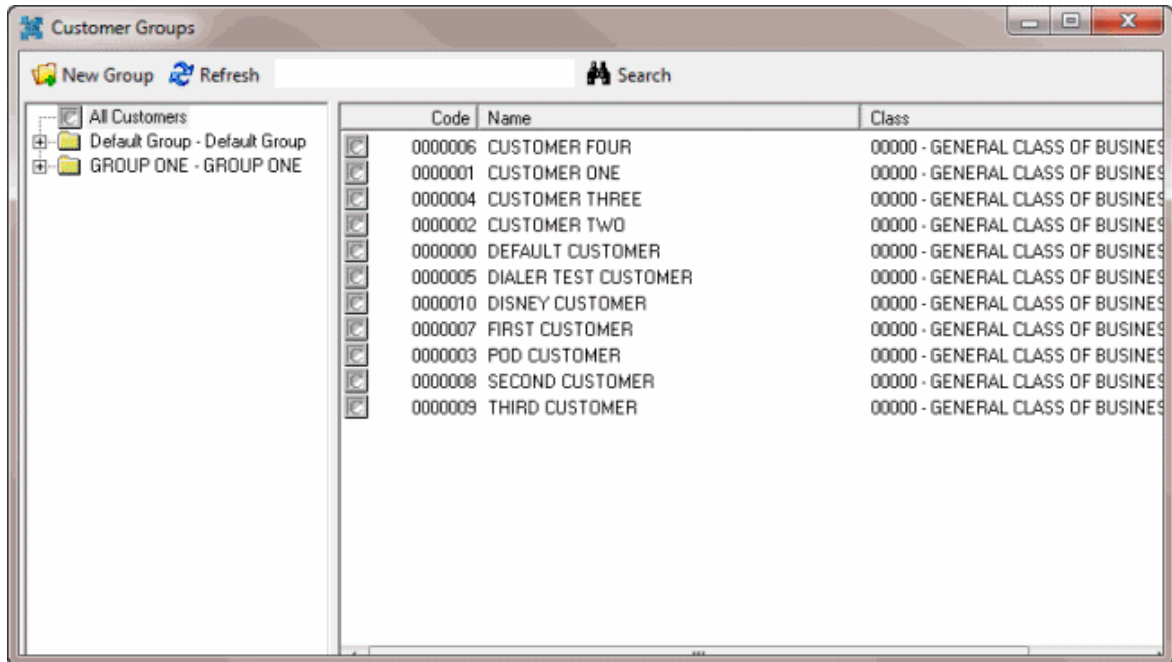 Customer Groups
New Group Refresh Search
All Customers
Default Group - Default Group
GROUP ONE - GROUP ONE
Code Name Class
0000006 CUSTOMER FOUR 00000 - GENERAL CLASS OF BUSINES
0000001 CUSTOMER ONE 00000 - GENERAL CLASS OF BUSINES
0000004 CUSTOMER THREE 00000 - GENERAL CLASS OF BUSINES
0000002 CUSTOMER TWO 00000 - GENERAL CLASS OF BUSINES
0000000 DEFAULT CUSTOMER 00000 - GENERAL CLASS OF BUSINES
0000005 DIALER TEST CUSTOMER 00000 - GENERAL CLASS OF BUSINES
0000010 DISNEY CUSTOMER 00000 - GENERAL CLASS OF BUSINES
0000007 FIRST CUSTOMER 00000 - GENERAL CLASS OF BUSINES
0000003 POD CUSTOMER 00000 - GENERAL CLASS OF BUSINES
0000008 SECOND CUSTOMER 00000 - GENERAL CLASS OF BUSINES
0000009 THIRD CUSTOMER 00000 - GENERAL CLASS OF BUSINES